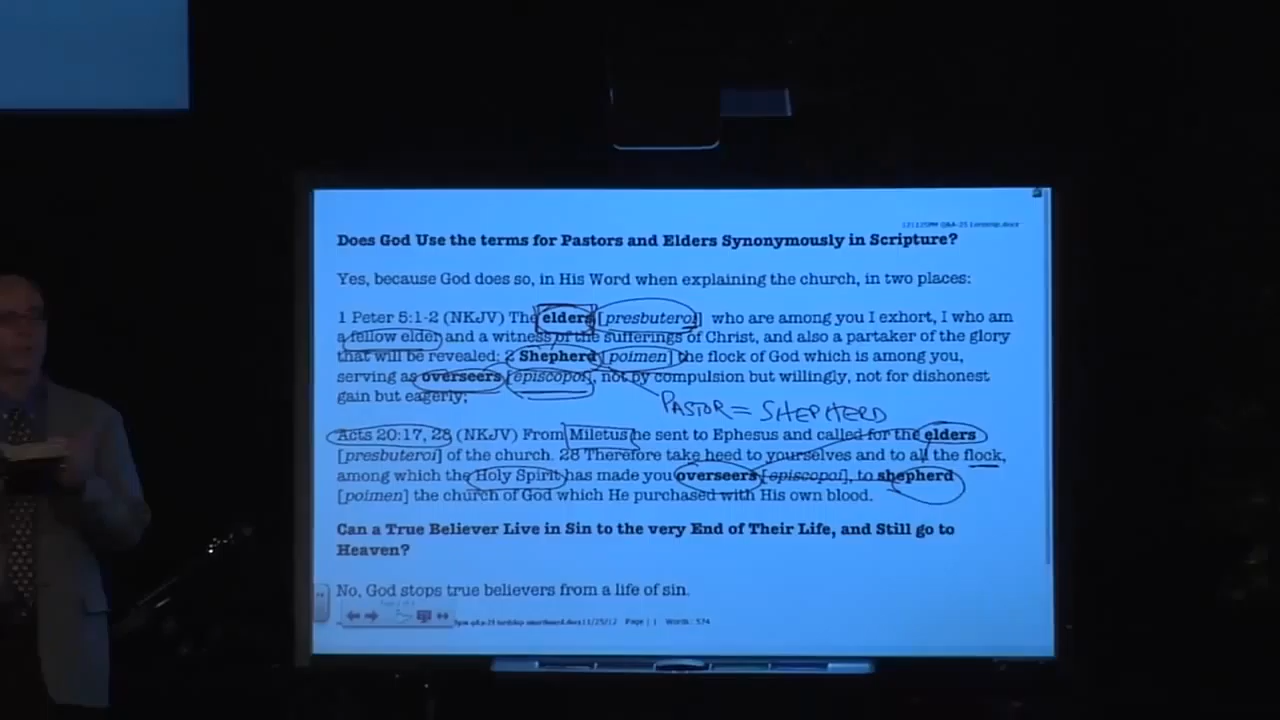 Does God Use the terms for Pastors and Elders Synonymously in Scripture?
Yes, because God does so, in His Word when explaining the church, in two places:
1 Peter 5:1-2 (NKJV) The elders [presbuteroi] who are among you I exhort, I who am
a fellow elder and a witness of the sufferings of Christ, and also a partaker of the glory
that will be revealed: 2 Shepherd [poimen] the flock of God which is among you,
serving as overseers [episcopoi], not by compulsion but willingly, not for dishonest
gain but eagerly;
PASTOR = SHEPHERD
Acts 20:17, 28 (NKJV) From Miletus he sent to Ephesus and called for the elders
[presbuteroi] of the church. 28 Therefore take heed to yourselves and to all the flock,
among which the Holy Spirit has made you overseers [episcopoi], to shepherd
[poimen] the church of God which He purchased with His own blood.
Can a True Believer Live in Sin to the very End of Their Life, and Still go to
Heaven?
No, God stops true believers from a life of sin.
Page | 1 Words: 574